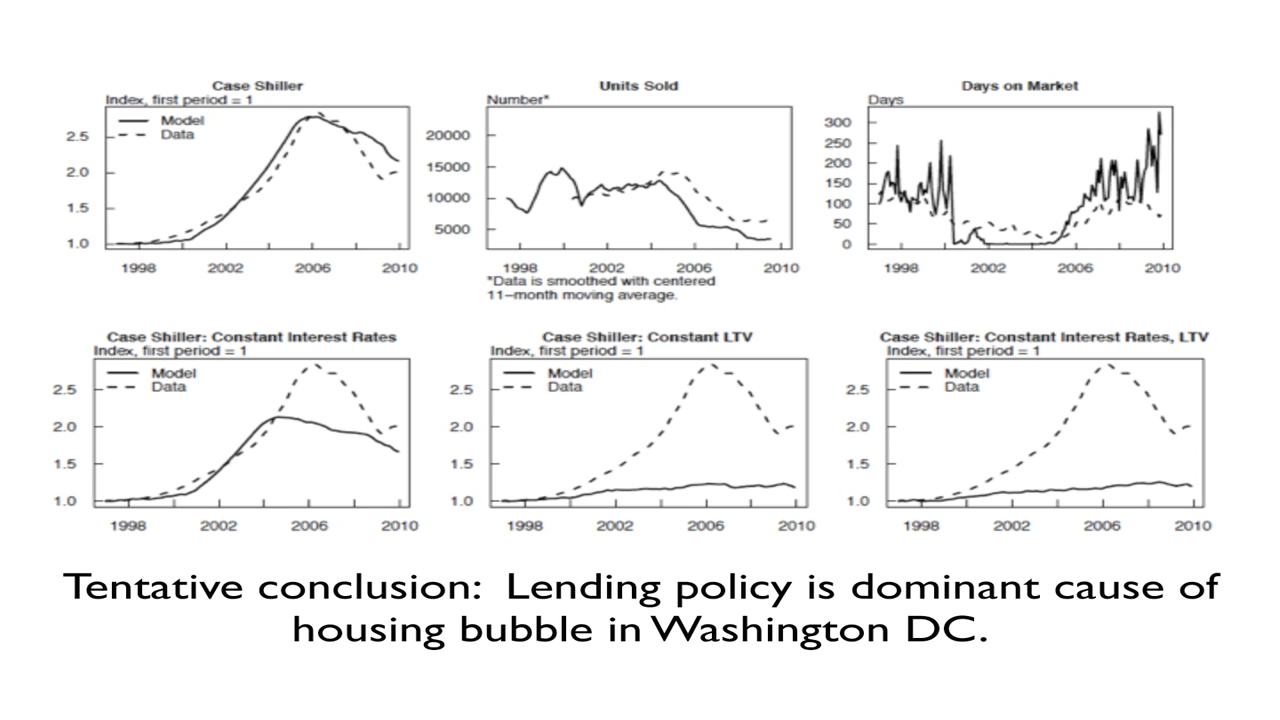 Case Shiller
Index, first period = 1
Model
Data
2.5
2.0
1.5
1.0
1998 2002 2006 2010
Units Sold
Number*
20000
15000
10000
5000
1998 2002 2006 2010
*Data is smoothed with centered
11–month moving average.
Days on Market
Days
300
250
200
150
100
50
0
1998 2002 2006 2010
Case Shiller: Constant Interest Rates
Index, first period = 1
Model
Data
2.5
2.0
1.5
1.0
1998 2002 2006 2010
Case Shiller: Constant LTV
Index, first period = 1
Model
Data
2.5
2.0
1.5
1.0
1998 2002 2006 2010
Case Shiller: Constant Interest Rates, LTV
Index, first period = 1
Model
Data
2.5
2.0
1.5
1.0
1998 2002 2006 2010
Tentative conclusion: Lending policy is dominant cause of
housing bubble in Washington DC.